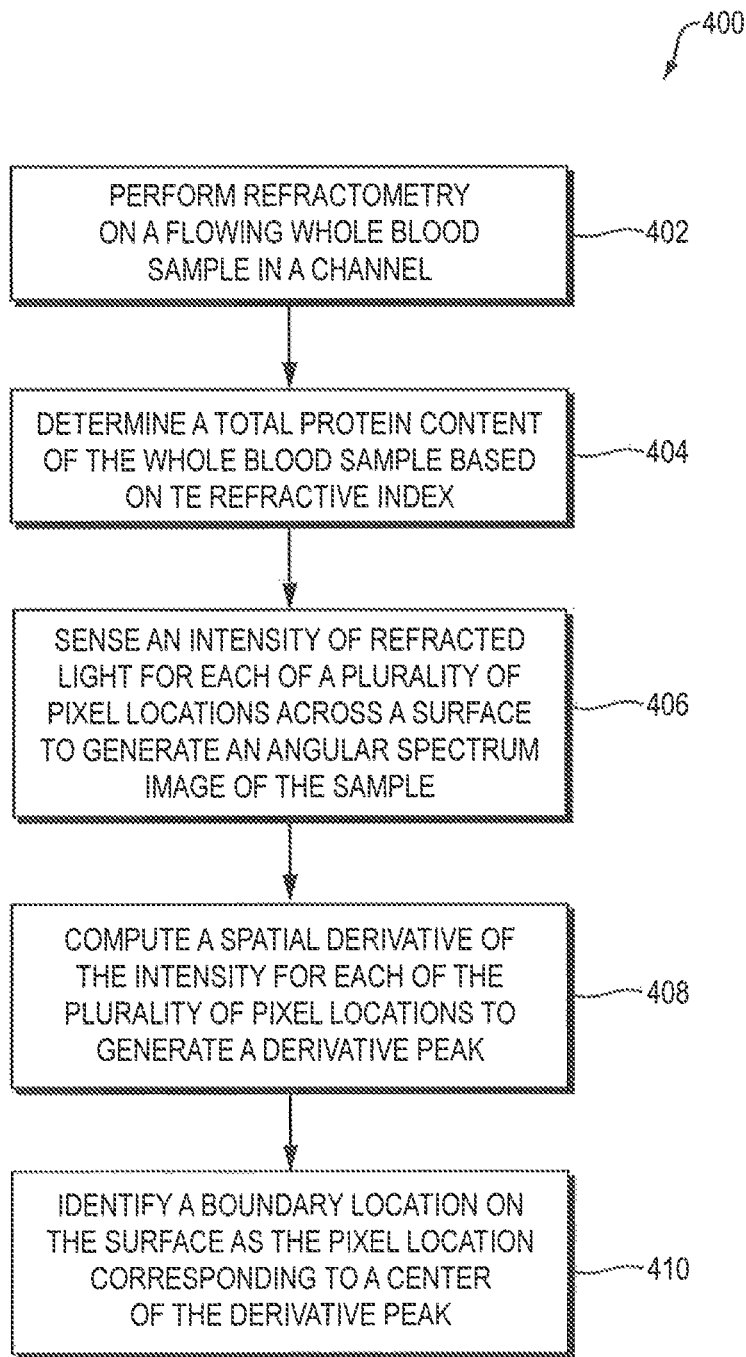 400
PERFORM REFRACTOMETRY
ON A FLOWING WHOLE BLOOD
SAMPLE IN A CHANNEL
402
DETERMINE A TOTAL PROTEIN CONTENT
OF THE WHOLE BLOOD SAMPLE BASED
ON TE REFRACTIVE INDEX
404
SENSE AN INTENSITY OF REFRACTED
LIGHT FOR EACH OF A PLURALITY OF
PIXEL LOCATIONS ACROSS A SURFACE
TO GENERATE AN ANGULAR SPECTRUM
IMAGE OF THE SAMPLE
406
COMPUTE A SPATIAL DERIVATIVE OF
THE INTENSITY FOR EACH OF THE
PLURALITY OF PIXEL LOCATIONS TO
GENERATE A DERIVATIVE PEAK
408
IDENTIFY A BOUNDARY LOCATION ON
THE SURFACE AS THE PIXEL LOCATION
CORRESPONDING TO A CENTER
OF THE DERIVATIVE PEAK
410